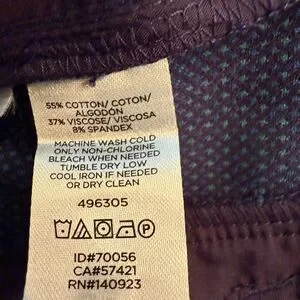 55% COTTON/ COTON/
ALGODÓN
37% VISCOSE/ VISCOSA
8% SPANDEX
MACHINE WASH COLD
ONLY NON-CHLORINE
BLEACH WHEN NEEDED
TUMBLE DRY LOW
COOL IRON IF NEEDED
OR DRY CLEAN
496305
ID#70056
CA#57421
RN#140923